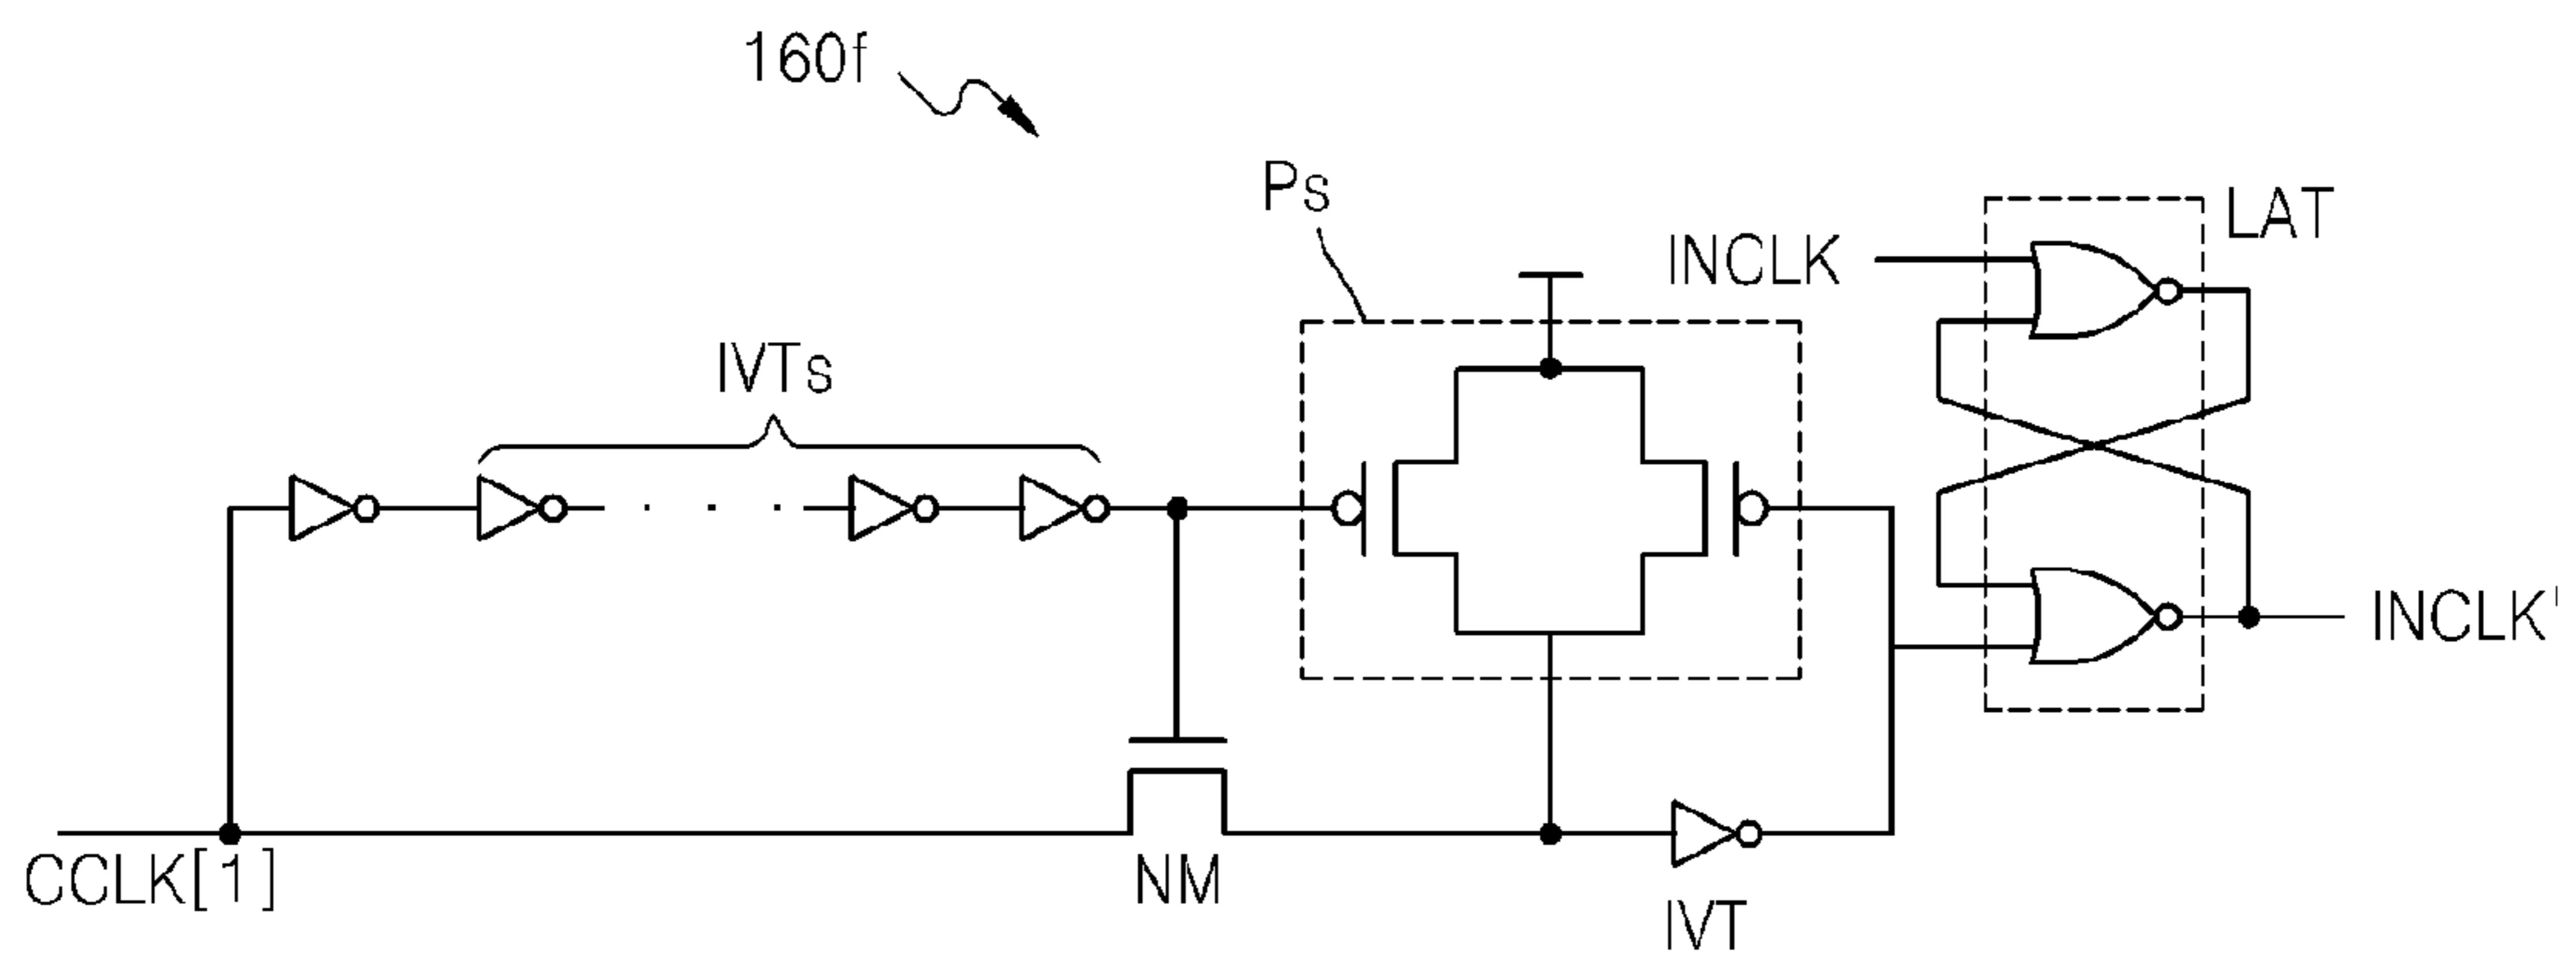 160f
Ps
INCLK
LAT
IVTs
INCLK'
CCLK[1]
NM
IVT